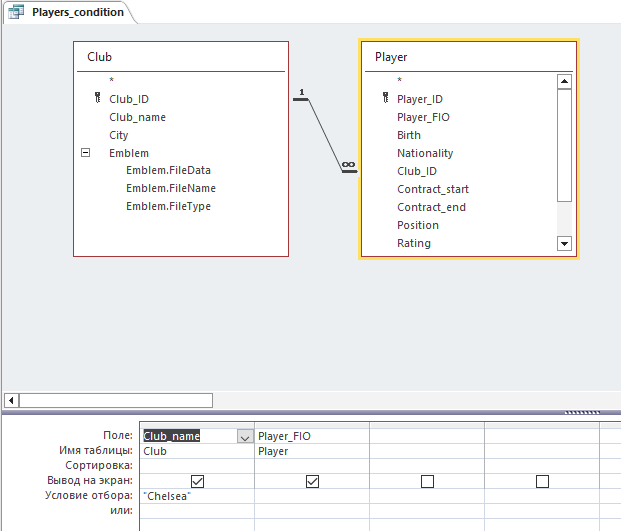 Players_condition
Club
*
Club_ID
Club_name
City
Emblem
Emblem.FileData
Emblem.FileName
Emblem.FileType
1
∞
Player
*
Player_ID
Player_FIO
Birth
Nationality
Club_ID
Contract_start
Contract_end
Position
Rating
Поле: Club_name Player_FIO
Имя таблицы: Club Player
Сортировка:
Вывод на экран:
Условие отбора: "Chelsea"
или: